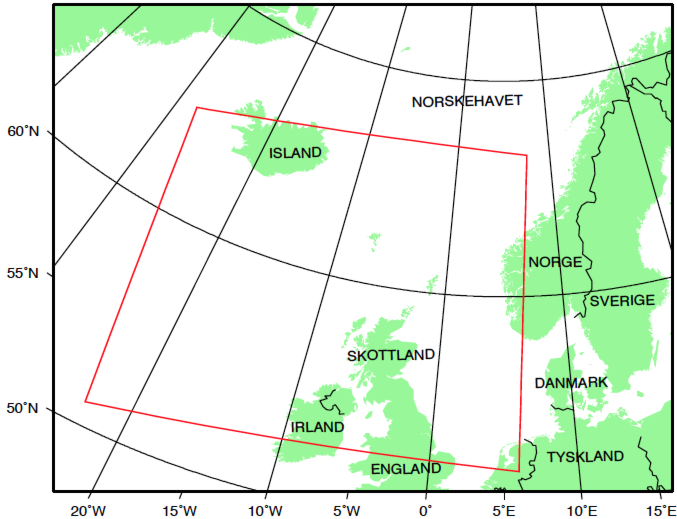 NORSKEHAVET
60°N
ISLAND
NORGE
55°N
SVERIGE
SKOTTLAND
DANMARK
50°N
IRLAND
TYSKLAND
ENGLAND
20°W 15°W 10°W 5°W 0° 5°E 10°E 15°E